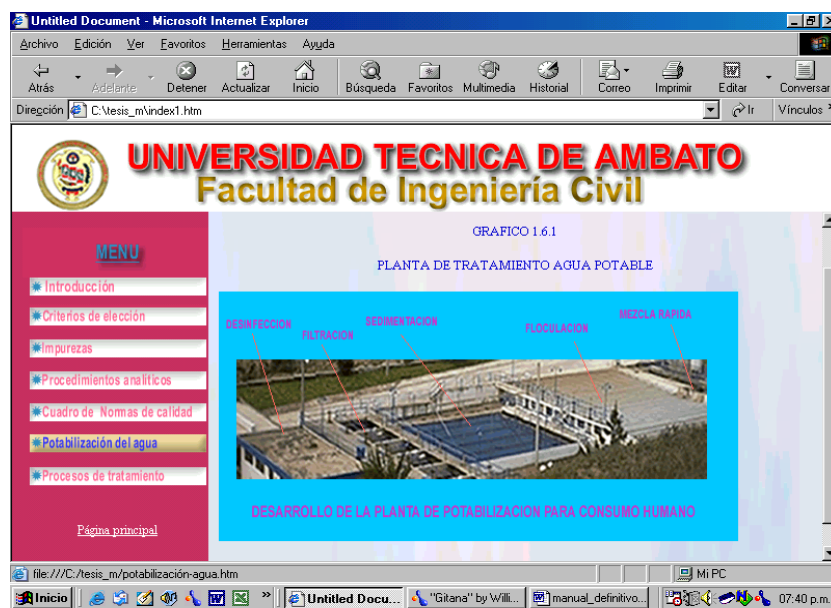 Untitled Document - Microsoft Internet Explorer
Archivo Edición Ver Favoritos Herramientas Ayuda
Atrás Adelante Detener Actualizar Inicio Búsqueda Favoritos Multimedia Historial Correo Imprimir Editar Conversar
Dirección C:\tesis_m\index1.htm Ir Vínculos
UNIVERSIDAD TECNICA DE AMBATO
Facultad de Ingeniería Civil
MENU
Introducción
Criterios de elección
Impurezas
Procedimientos analíticos
Cuadro de Normas de calidad
Potabilización del agua
Procesos de tratamiento
Página principal
GRAFICO 1.6.1
PLANTA DE TRATAMIENTO AGUA POTABLE
DESINFECCION
FILTRACION
SEDIMENTACION
FLOCULACION
MEZCLA RAPIDA
DESARROLLO DE LA PLANTA DE POTABILIZACION PARA CONSUMO HUMANO
file:///C:/tesis_m/potabilización-agua.htm Mi PC
Inicio » Untitled Docu... "Gitana" by Willi... manual_definitivo... 07:40 p.m.